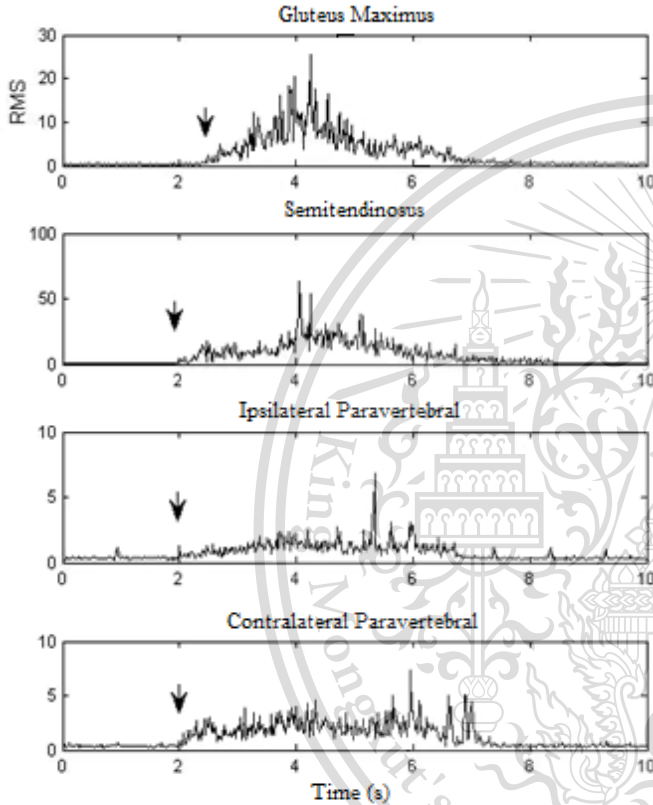 Gluteus Maximus
30
20
RMS
10
0
0 2 4 6 8 10
Semitendinosus
100
50
0
0 2 4 6 8 10
Ipsilateral Paravertebral
10
5
0
0 2 4 6 8 10
Contralateral Paravertebral
10
5
0
0 2 4 6 8 10
Time (s)
King Mongkut's